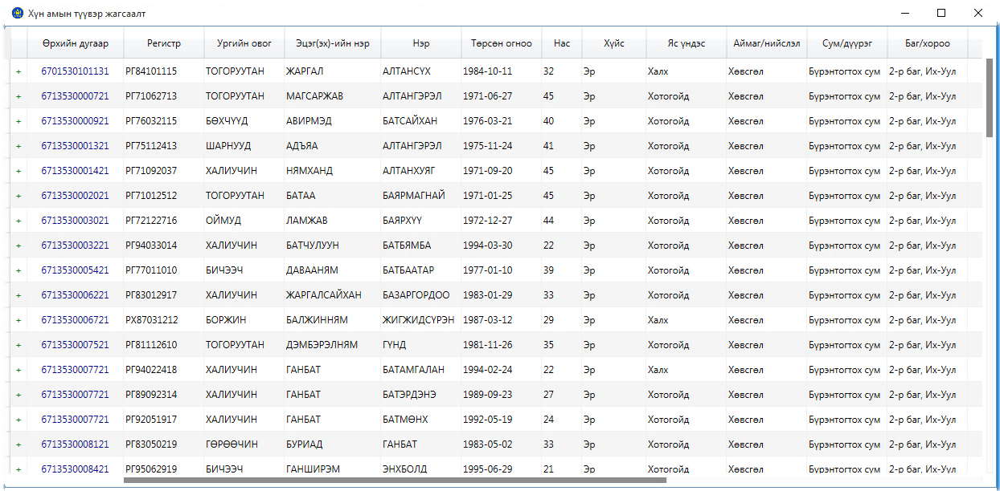 Хүн амын түүвэр жагсаалт
Өрхийн дугаар Регистр Ургийн овог Эцэг(эх)-ийн нэр Нэр Төрсөн огноо Нас Хүйс Яс үндэс Аймаг/нийслэл Сум/дүүрэг Баг/хороо
+ 6701530101131 РГ84101115 ТОГОРУУТАН ЖАРГАЛ АЛТАНСҮХ 1984-10-11 32 Эр Халх Хөвсгөл Бүрэнтогтох сум 2-р баг, Их-Уул
+ 6713530000721 РГ71062713 ТОГОРУУТАН МАГСАРЖАВ АЛТАНГЭРЭЛ 1971-06-27 45 Эр Хотогойд Хөвсгөл Бүрэнтогтох сум 2-р баг, Их-Уул
+ 6713530000921 РГ76032115 БӨХЧҮҮД АВИРМЭД БАТСАЙХАН 1976-03-21 40 Эр Хотогойд Хөвсгөл Бүрэнтогтох сум 2-р баг, Их-Уул
+ 6713530001321 РГ75112413 ШАРНУУД АДЪЯА АЛТАНГЭРЭЛ 1975-11-24 41 Эр Хотогойд Хөвсгөл Бүрэнтогтох сум 2-р баг, Их-Уул
+ 6713530001421 РГ71092037 ХАЛИУЧИН НЯМХАНД АЛТАНХУЯГ 1971-09-20 45 Эр Хотогойд Хөвсгөл Бүрэнтогтох сум 2-р баг, Их-Уул
+ 6713530002021 РГ71012512 ТОГОРУУТАН БАТАА БАЯРМАГНАЙ 1971-01-25 45 Эр Хотогойд Хөвсгөл Бүрэнтогтох сум 2-р баг, Их-Уул
+ 6713530003021 РГ72122716 ОЙМУД ЛАМЖАВ БАЯРХҮҮ 1972-12-27 44 Эр Хотогойд Хөвсгөл Бүрэнтогтох сум 2-р баг, Их-Уул
+ 6713530003221 РГ94033014 ХАЛИУЧИН БАТЧУЛУУН БАТБЯМБА 1994-03-30 22 Эр Хотогойд Хөвсгөл Бүрэнтогтох сум 2-р баг, Их-Уул
+ 6713530005421 РГ77011010 БИЧЭЭЧ ДАВААНЯМ БАТБААТАР 1977-01-10 39 Эр Хотогойд Хөвсгөл Бүрэнтогтох сум 2-р баг, Их-Уул
+ 6713530006221 РГ83012917 ХАЛИУЧИН ЖАРГАЛСАЙХАН БАЗАРГОРДОО 1983-01-29 33 Эр Хотогойд Хөвсгөл Бүрэнтогтох сум 2-р баг, Их-Уул
+ 6713530006721 РХ87031212 БОРЖИН БАЛЖИННЯМ ЖИГЖИДСҮРЭН 1987-03-12 29 Эр Халх Хөвсгөл Бүрэнтогтох сум 2-р баг, Их-Уул
+ 6713530007521 РГ81112610 ТОГОРУУТАН ДЭМБЭРЭЛНЯМ ГҮНД 1981-11-26 35 Эр Хотогойд Хөвсгөл Бүрэнтогтох сум 2-р баг, Их-Уул
+ 6713530007721 РГ94022418 ХАЛИУЧИН ГАНБАТ БАТАМГАЛАН 1994-02-24 22 Эр Халх Хөвсгөл Бүрэнтогтох сум 2-р баг, Их-Уул
+ 6713530007721 РГ89092314 ХАЛИУЧИН ГАНБАТ БАТЭРДЭНЭ 1989-09-23 27 Эр Хотогойд Хөвсгөл Бүрэнтогтох сум 2-р баг, Их-Уул
+ 6713530007721 РГ92051917 ХАЛИУЧИН ГАНБАТ БАТМӨНХ 1992-05-19 24 Эр Хотогойд Хөвсгөл Бүрэнтогтох сум 2-р баг, Их-Уул
+ 6713530008121 РГ83050219 ГӨРӨӨЧИН БУРИАД ГАНБАТ 1983-05-02 33 Эр Хотогойд Хөвсгөл Бүрэнтогтох сум 2-р баг, Их-Уул
+ 6713530008421 РГ95062919 БИЧЭЭЧ ГАНШИРЭМ ЭНХБОЛД 1995-06-29 21 Эр Хотогойд Хөвсгөл Бүрэнтогтох сум 2-р баг, Их-Уул